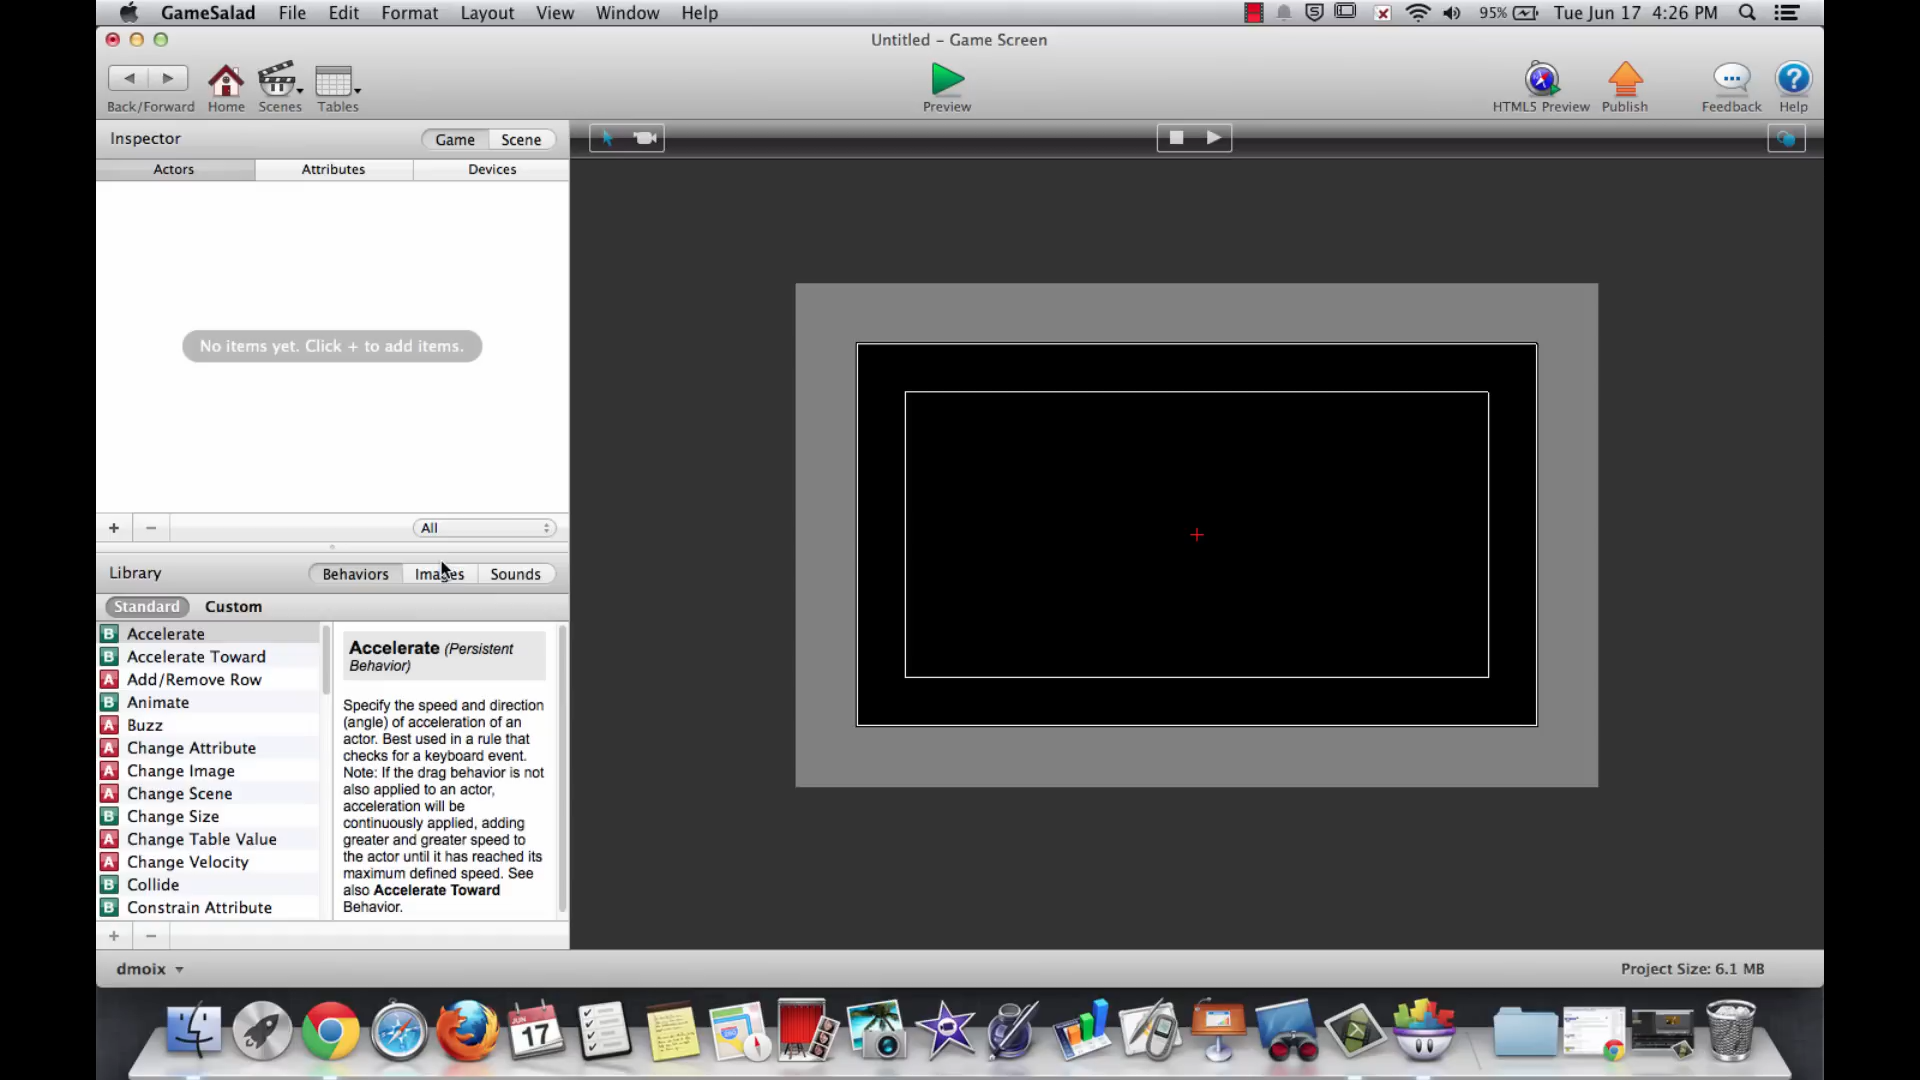 GameSalad File Edit Format Layout View Window Help
95% Tue Jun 17 4:26 PM
Untitled – Game Screen
Back/Forward Home Scenes Tables
Preview
HTML5 Preview Publish Feedback Help
Inspector Game Scene
Actors Attributes Devices
No items yet. Click + to add items.
All
Library Behaviors Images Sounds
Standard Custom
B Accelerate
B Accelerate Toward
A Add/Remove Row
B Animate
A Buzz
A Change Attribute
A Change Image
A Change Scene
B Change Size
A Change Table Value
A Change Velocity
B Collide
B Constrain Attribute
Accelerate (Persistent
Behavior)
Specify the speed and direction
(angle) of acceleration of an
actor. Best used in a rule that
checks for a keyboard event.
Note: If the drag behavior is not
also applied to an actor,
acceleration will be
continuously applied, adding
greater and greater speed to
the actor until it has reached its
maximum defined speed. See
also Accelerate Toward
Behavior.
dmoix
Project Size: 6.1 MB
JUN
17